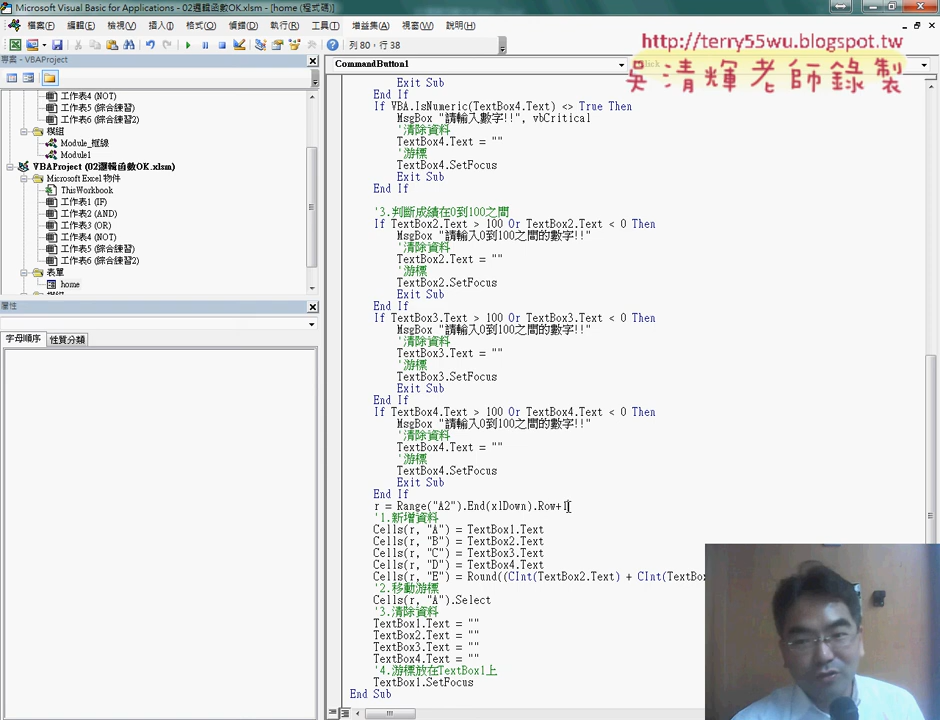 Microsoft Visual Basic for Applications - 02邏輯函數OK.xlsm - [home (程式碼)]
檔案(F) 編輯(E) 檢視(V) 插入(I) 格式(O) 偵錯(D) 執行(R) 工具(T) 增益集(A) 視窗(W) 說明(H)
列 80，行 38
http://terry55wu.blogspot.tw
吳清輝老師錄製
專案 - VBAProject
CommandButton1
Click
工作表4 (NOT)
工作表5 (綜合練習)
工作表6 (綜合練習2)
模組
Module_框線
Module1
VBAProject (02邏輯函數OK.xlsm)
Microsoft Excel 物件
ThisWorkbook
工作表1 (IF)
工作表2 (AND)
工作表3 (OR)
工作表4 (NOT)
工作表5 (綜合練習)
工作表6 (綜合練習2)
表單
home
模組
屬性
字母順序 性質分類
Exit Sub
End If
If VBA.IsNumeric(TextBox4.Text) <> True Then
MsgBox "請輸入數字!!", vbCritical
'清除資料
TextBox4.Text = ""
'游標
TextBox4.SetFocus
Exit Sub
End If
'3.判斷成績在0到100之間
If TextBox2.Text > 100 Or TextBox2.Text < 0 Then
MsgBox "請輸入0到100之間的數字!!"
'清除資料
TextBox2.Text = ""
'游標
TextBox2.SetFocus
Exit Sub
End If
If TextBox3.Text > 100 Or TextBox3.Text < 0 Then
MsgBox "請輸入0到100之間的數字!!"
'清除資料
TextBox3.Text = ""
'游標
TextBox3.SetFocus
Exit Sub
End If
If TextBox4.Text > 100 Or TextBox4.Text < 0 Then
MsgBox "請輸入0到100之間的數字!!"
'清除資料
TextBox4.Text = ""
'游標
TextBox4.SetFocus
Exit Sub
End If
r = Range("A2").End(xlDown).Row+1
'1.新增資料
Cells(r, "A") = TextBox1.Text
Cells(r, "B") = TextBox2.Text
Cells(r, "C") = TextBox3.Text
Cells(r, "D") = TextBox4.Text
Cells(r, "E") = Round((CInt(TextBox2.Text) + CInt(TextBox
'2.移動游標
Cells(r, "A").Select
'3.清除資料
TextBox1.Text = ""
TextBox2.Text = ""
TextBox3.Text = ""
TextBox4.Text = ""
'4.游標放在TextBox1上
TextBox1.SetFocus
End Sub